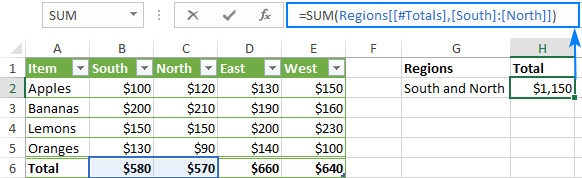 SUM fx =SUM(Regions[[#Totals],[South]:[North]])
A B C D E F G H
1 Item South North East West Regions Total
2 Apples $100 $120 $130 $150 South and North $1,150
3 Bananas $200 $210 $190 $160
4 Lemons $150 $150 $200 $230
5 Oranges $130 $90 $140 $100
6 Total $580 $570 $660 $640